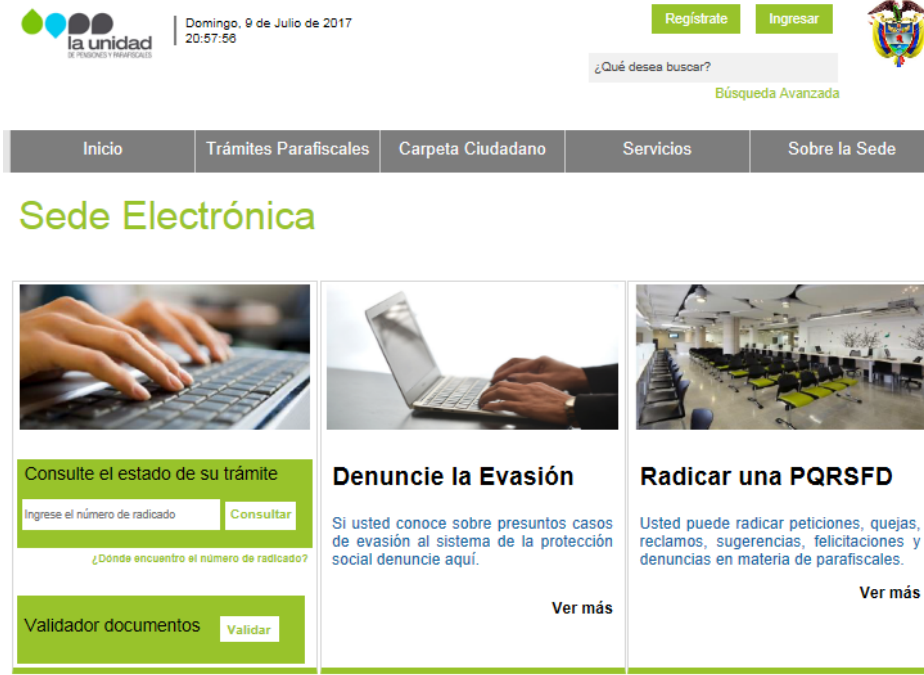 la unidad
DE PENSIONES Y PARAFISCALES
Domingo, 9 de Julio de 2017
20:57:56
Regístrate
Ingresar
¿Qué desea buscar?
Búsqueda Avanzada
Inicio
Trámites Parafiscales
Carpeta Ciudadano
Servicios
Sobre la Sede
Sede Electrónica
Consulte el estado de su trámite
Ingrese el número de radicado
Consultar
¿Dónde encuentro el número de radicado?
Validador documentos
Validar
Denuncie la Evasión
Si usted conoce sobre presuntos casos
de evasión al sistema de la protección
social denuncie aquí.
Ver más
Radicar una PQRSFD
Usted puede radicar peticiones, quejas,
reclamos, sugerencias, felicitaciones y
denuncias en materia de parafiscales.
Ver más